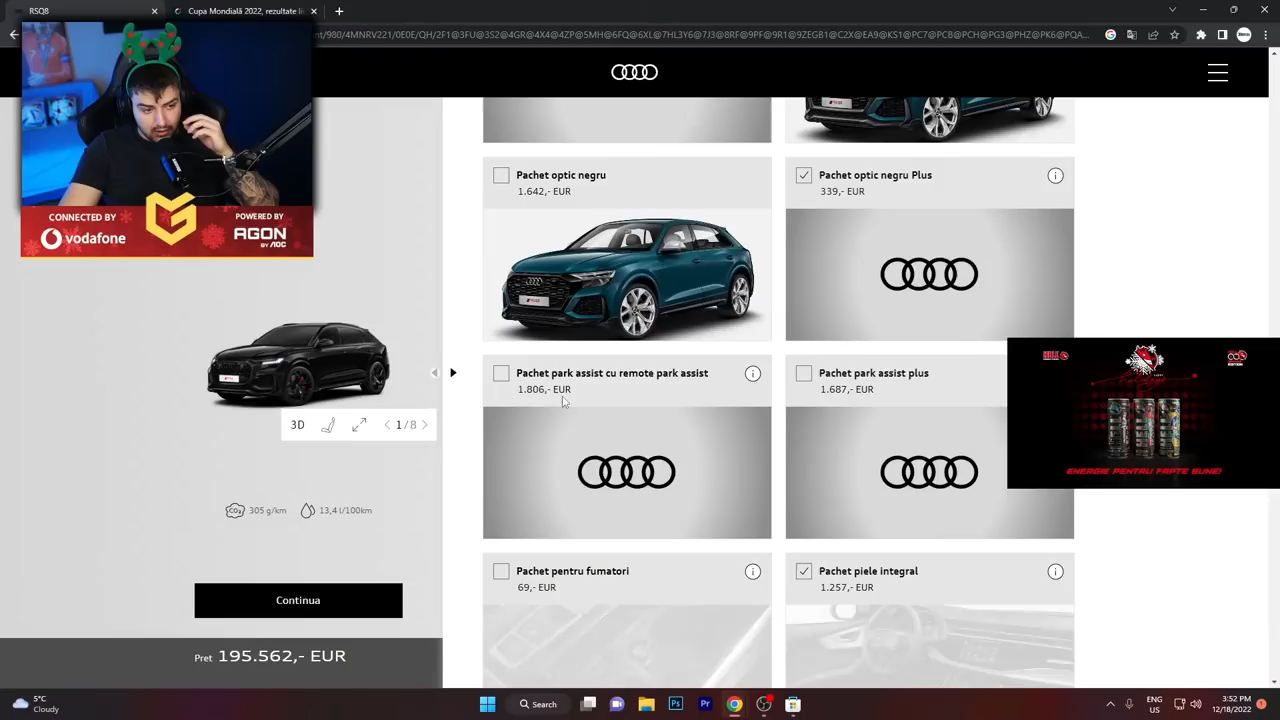 RSQ8
Cupa Mondială 2022, rezultate li
Pachet optic negru
1.642,- EUR
Pachet optic negru Plus
339,- EUR
CONNECTED BY
vodafone
POWERED BY
AGON
BY AOC
Pachet park assist cu remote park assist
1.806,- EUR
Pachet park assist plus
1.687,- EUR
ENERGIE PENTRU FAPTE BUNE!
3D
1/8
305 g/km
13,4 l/100km
Pachet pentru fumatori
69,- EUR
Pachet piele integral
1.257,- EUR
Continua
Pret 195.562,- EUR
5°C
Cloudy
Search
ENG
US
3:52 PM
12/18/2022